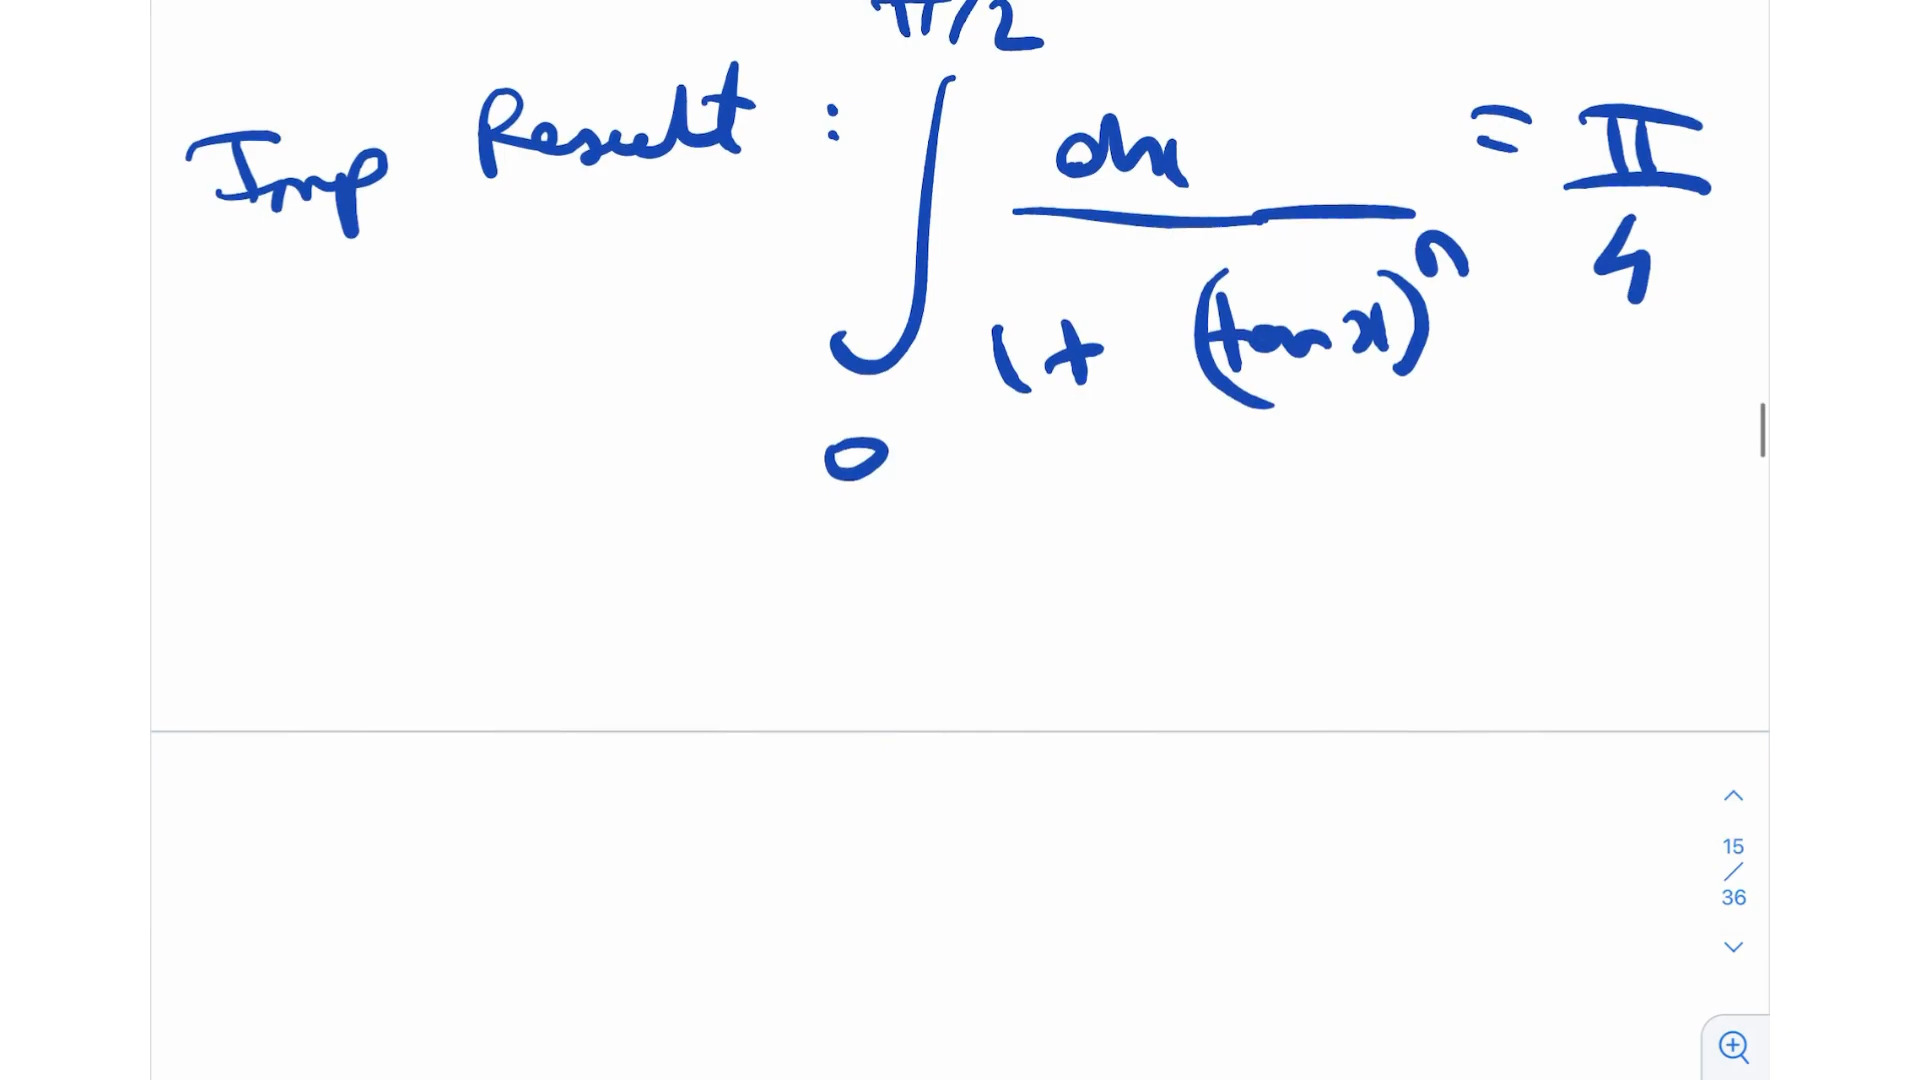 Imp Result : ∫₀^{π/2} dx / (1 + (tan x)^n) = π/4
15
/
36